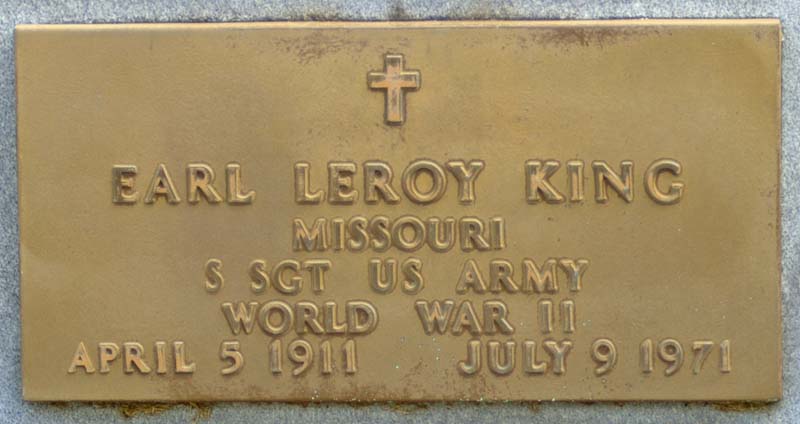 EARL LEROY KING
MISSOURI
S SGT US ARMY
WORLD WAR II
APRIL 5 1911 JULY 9 1971